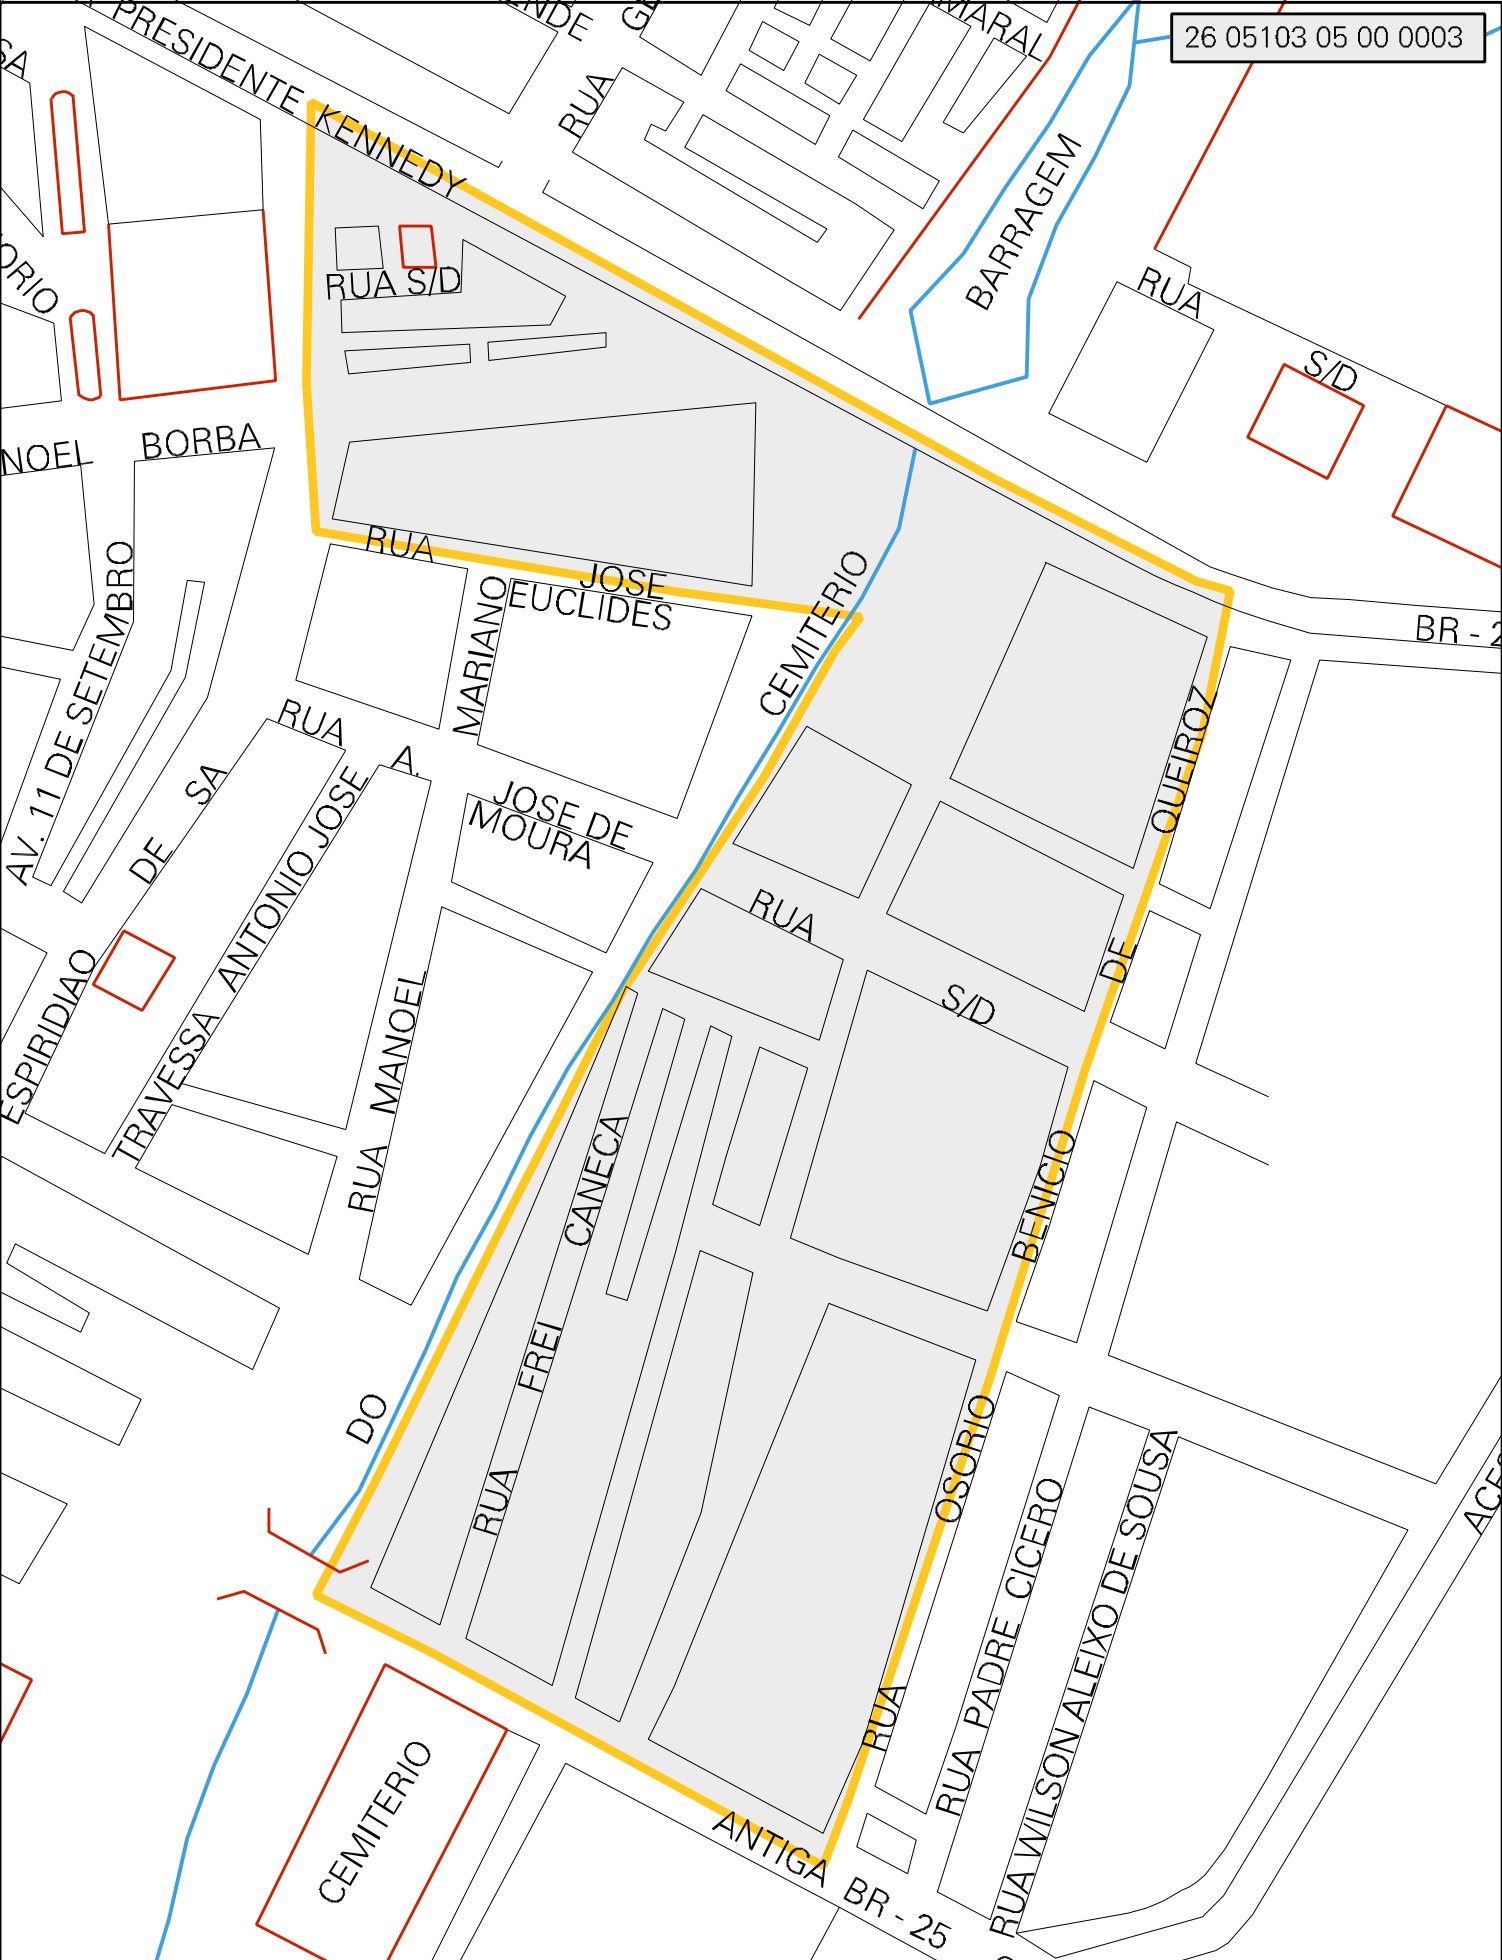 26 05103 05 00 0003
PRESIDENTE KENNEDY
RUA
BARRAGEM
RUA S/D
RUA
S/D
BORBA
BR - 2
RUA
JOSE
EUCLIDES
MARIANO
CEMITERIO
DO
AV. 11 DE SETEMBRO
RUA
A.
JOSE DE
MOURA
ESPIRIDIAO
DE
SA
TRAVESSA ANTONIO JOSE
RUA MANOEL
RUA
S/D
RUA FREI CANECA
RUA OSORIO BENICIO DE QUEIROZ
RUA PADRE CICERO
RUA WILSON ALEIXO DE SOUSA
CEMITERIO
ANTIGA BR - 25